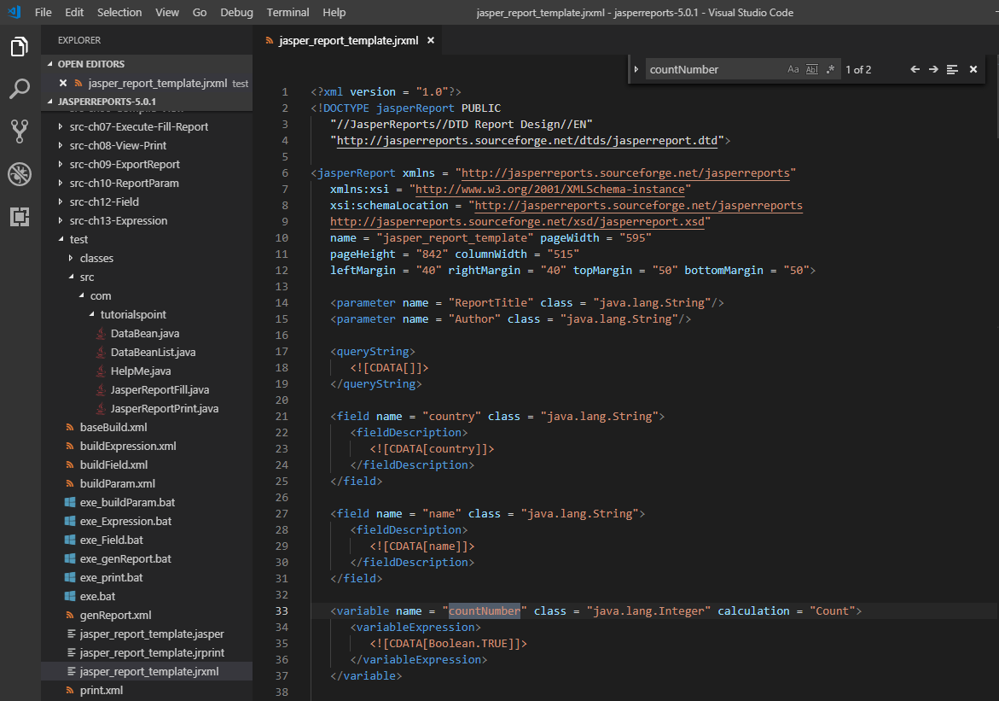 File Edit Selection View Go Debug Terminal Help
jasper_report_template.jrxml - jasperreports-5.0.1 - Visual Studio Code
EXPLORER
OPEN EDITORS
jasper_report_template.jrxml test
JASPERREPORTS-5.0.1
src-ch07-Execute-Fill-Report
src-ch08-View-Print
src-ch09-ExportReport
src-ch10-ReportParam
src-ch12-Field
src-ch13-Expression
test
classes
src
com
tutorialspoint
DataBean.java
DataBeanList.java
HelpMe.java
JasperReportFill.java
JasperReportPrint.java
baseBuild.xml
buildExpression.xml
buildField.xml
buildParam.xml
exe_buildParam.bat
exe_Expression.bat
exe_Field.bat
exe_genReport.bat
exe_print.bat
exe.bat
genReport.xml
jasper_report_template.jasper
jasper_report_template.jrprint
jasper_report_template.jrxml
print.xml
jasper_report_template.jrxml
countNumber Aa Abl .* 1 of 2
1 <?xml version = "1.0"?>
2 <!DOCTYPE jasperReport PUBLIC
3 "//JasperReports//DTD Report Design//EN"
4 "http://jasperreports.sourceforge.net/dtds/jasperreport.dtd">
5
6 <jasperReport xmlns = "http://jasperreports.sourceforge.net/jasperreports"
7 xmlns:xsi = "http://www.w3.org/2001/XMLSchema-instance"
8 xsi:schemaLocation = "http://jasperreports.sourceforge.net/jasperreports
9 http://jasperreports.sourceforge.net/xsd/jasperreport.xsd"
10 name = "jasper_report_template" pageWidth = "595"
11 pageHeight = "842" columnWidth = "515"
12 leftMargin = "40" rightMargin = "40" topMargin = "50" bottomMargin = "50">
13
14 <parameter name = "ReportTitle" class = "java.lang.String"/>
15 <parameter name = "Author" class = "java.lang.String"/>
16
17 <queryString>
18 <![CDATA[]]>
19 </queryString>
20
21 <field name = "country" class = "java.lang.String">
22 <fieldDescription>
23 <![CDATA[country]]>
24 </fieldDescription>
25 </field>
26
27 <field name = "name" class = "java.lang.String">
28 <fieldDescription>
29 <![CDATA[name]]>
30 </fieldDescription>
31 </field>
32
33 <variable name = "countNumber" class = "java.lang.Integer" calculation = "Count">
34 <variableExpression>
35 <![CDATA[Boolean.TRUE]]>
36 </variableExpression>
37 </variable>
38